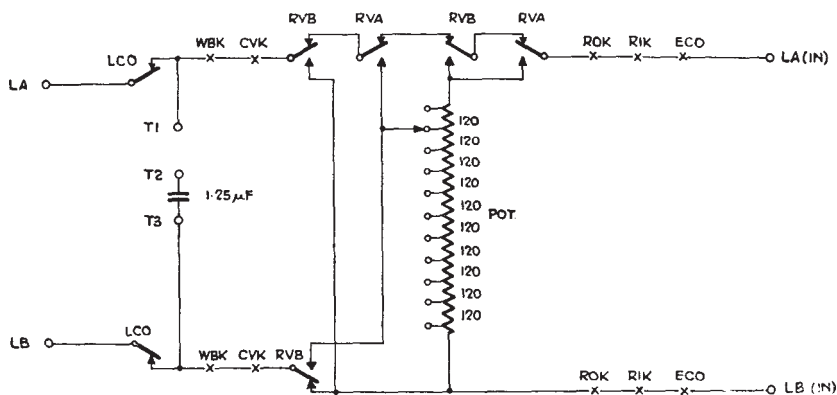 RVB RVA RVB RVA
LCO WBK CVK ROK RIK ECO
LA LA (IN)
T1
120
120
T2
120
1·25µF
120
T3
120
POT.
120
120
120
120
120
LB LCO
WBK CVK RVB
ROK RIK ECO
LB (IN)